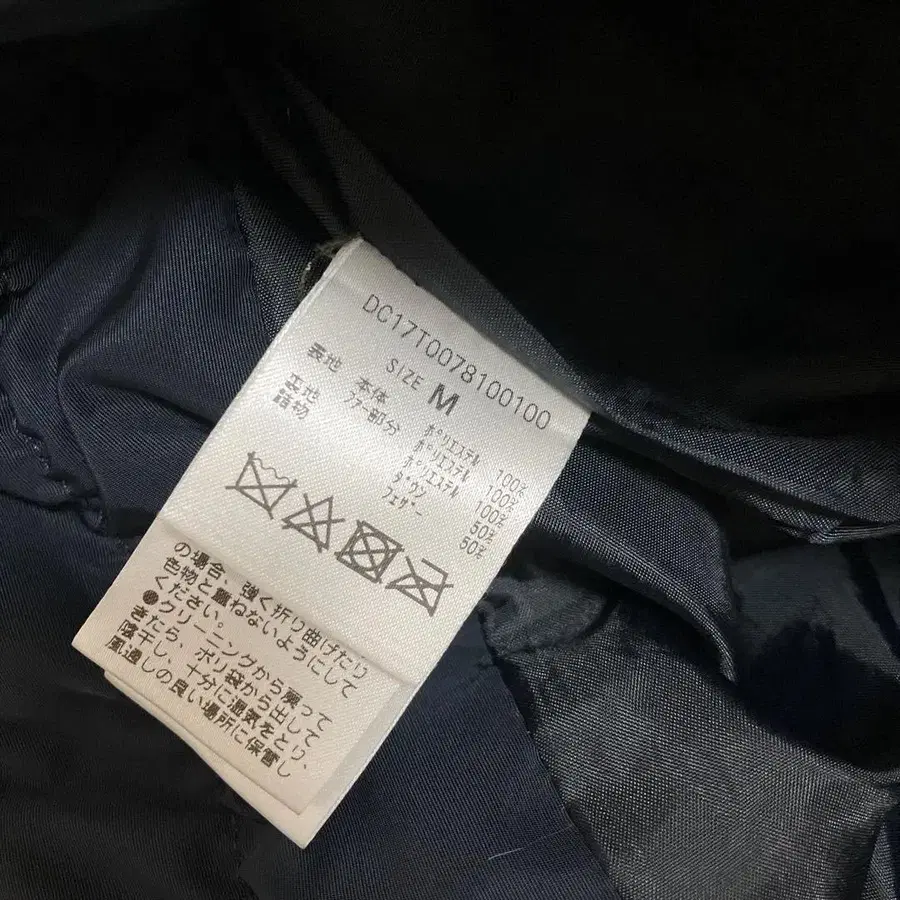 DC17T0078100100
SIZE M
表地 本体 ポリエステル 100%
ファー部分 ポリエステル 100%
裏地 ポリエステル 100%
詰物 ダウン 50%
フェザー 50%
の場合、強く折り曲げたり
色物と重ねないようにして
ください。
●クリーニングから戻って
きたら、ポリ袋から出して
陰干し、十分に湿気をとり、
風通しの良い場所に保管し